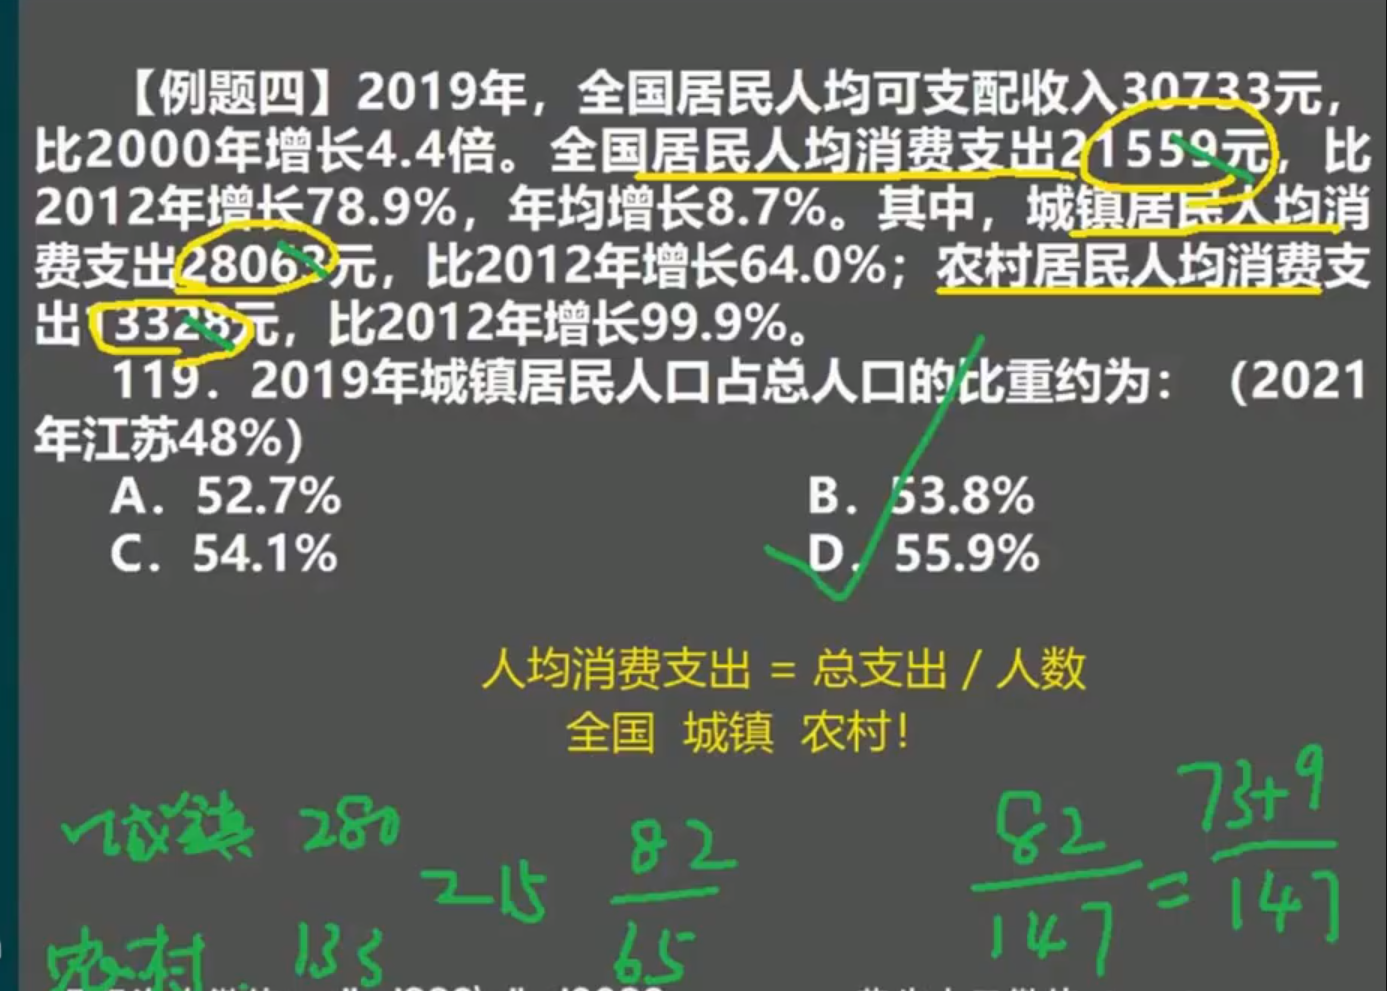 【例题四】2019年，全国居民人均可支配收入30733元，
比2000年增长4.4倍。全国居民人均消费支出21559元，比
2012年增长78.9%，年均增长8.7%。其中，城镇居民人均消
费支出28063元，比2012年增长64.0%；农村居民人均消费支
出13328元，比2012年增长99.9%。
119．2019年城镇居民人口占总人口的比重约为：（2021
年江苏48%）
A．52.7% B．53.8%
C．54.1% D．55.9%
人均消费支出 = 总支出 / 人数
全国 城镇 农村！
城镇 280 215 82/65 82/147 = 73+9/147
农村 133